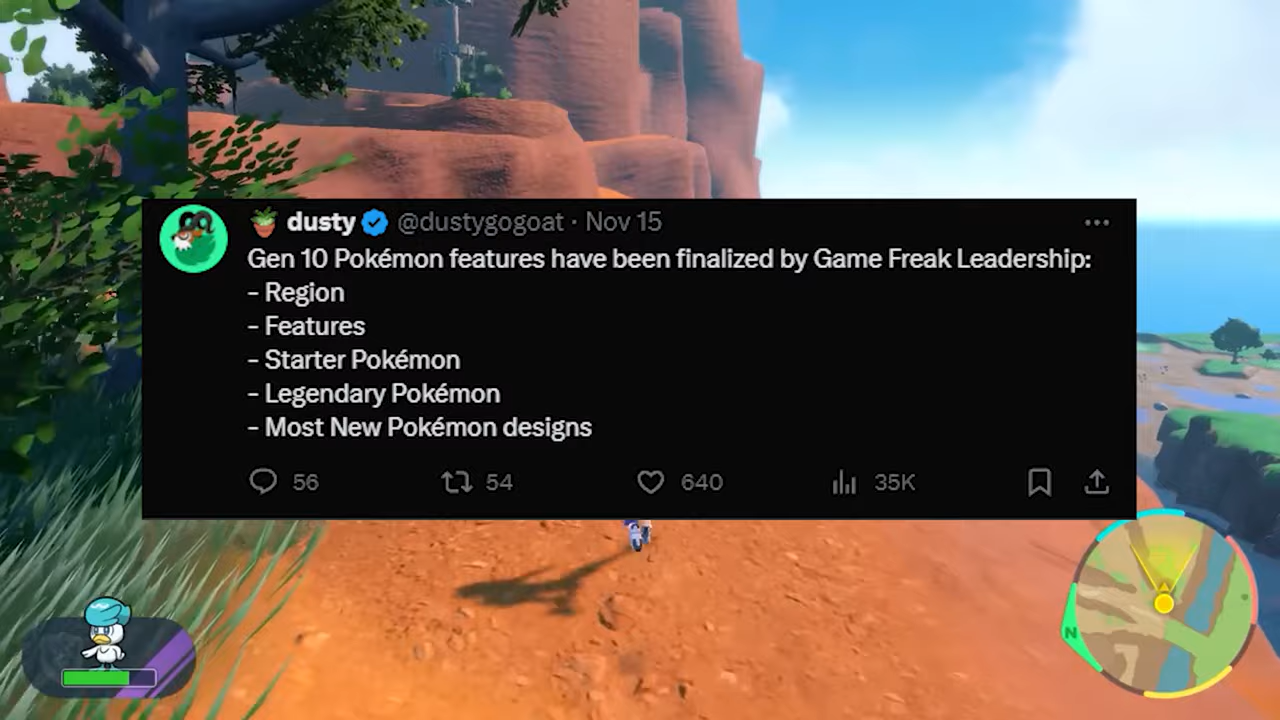 dusty @dustygogoat · Nov 15
Gen 10 Pokémon features have been finalized by Game Freak Leadership:
- Region
- Features
- Starter Pokémon
- Legendary Pokémon
- Most New Pokémon designs
56 54 640 35K
N